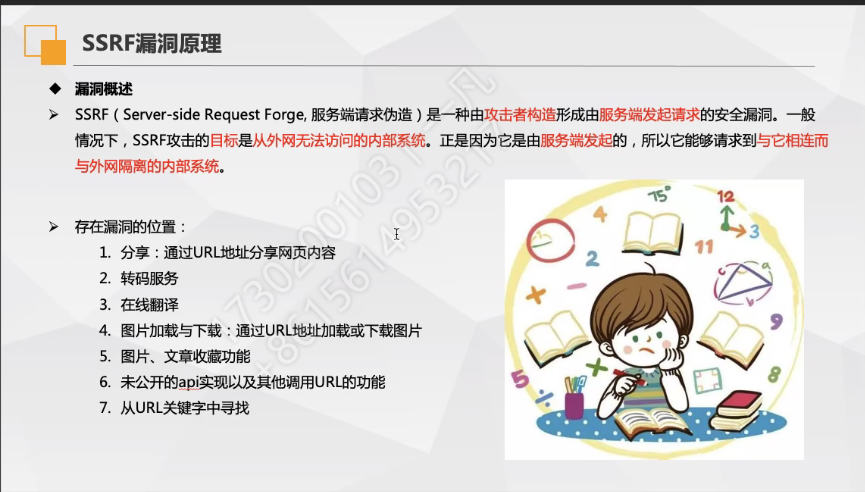 SSRF漏洞原理
漏洞概述
SSRF（Server-side Request Forge, 服务端请求伪造）是一种由攻击者构造形成由服务端发起请求的安全漏洞。一般
情况下，SSRF攻击的目标是从外网无法访问的内部系统。正是因为它是由服务端发起的，所以它能够请求到与它相连而
与外网隔离的内部系统。
存在漏洞的位置：
1. 分享：通过URL地址分享网页内容
2. 转码服务
3. 在线翻译
4. 图片加载与下载：通过URL地址加载或下载图片
5. 图片、文章收藏功能
6. 未公开的api实现以及其他调用URL的功能
7. 从URL关键字中寻找
75°
12
4
3
11
2
c
a
b
9
5
8